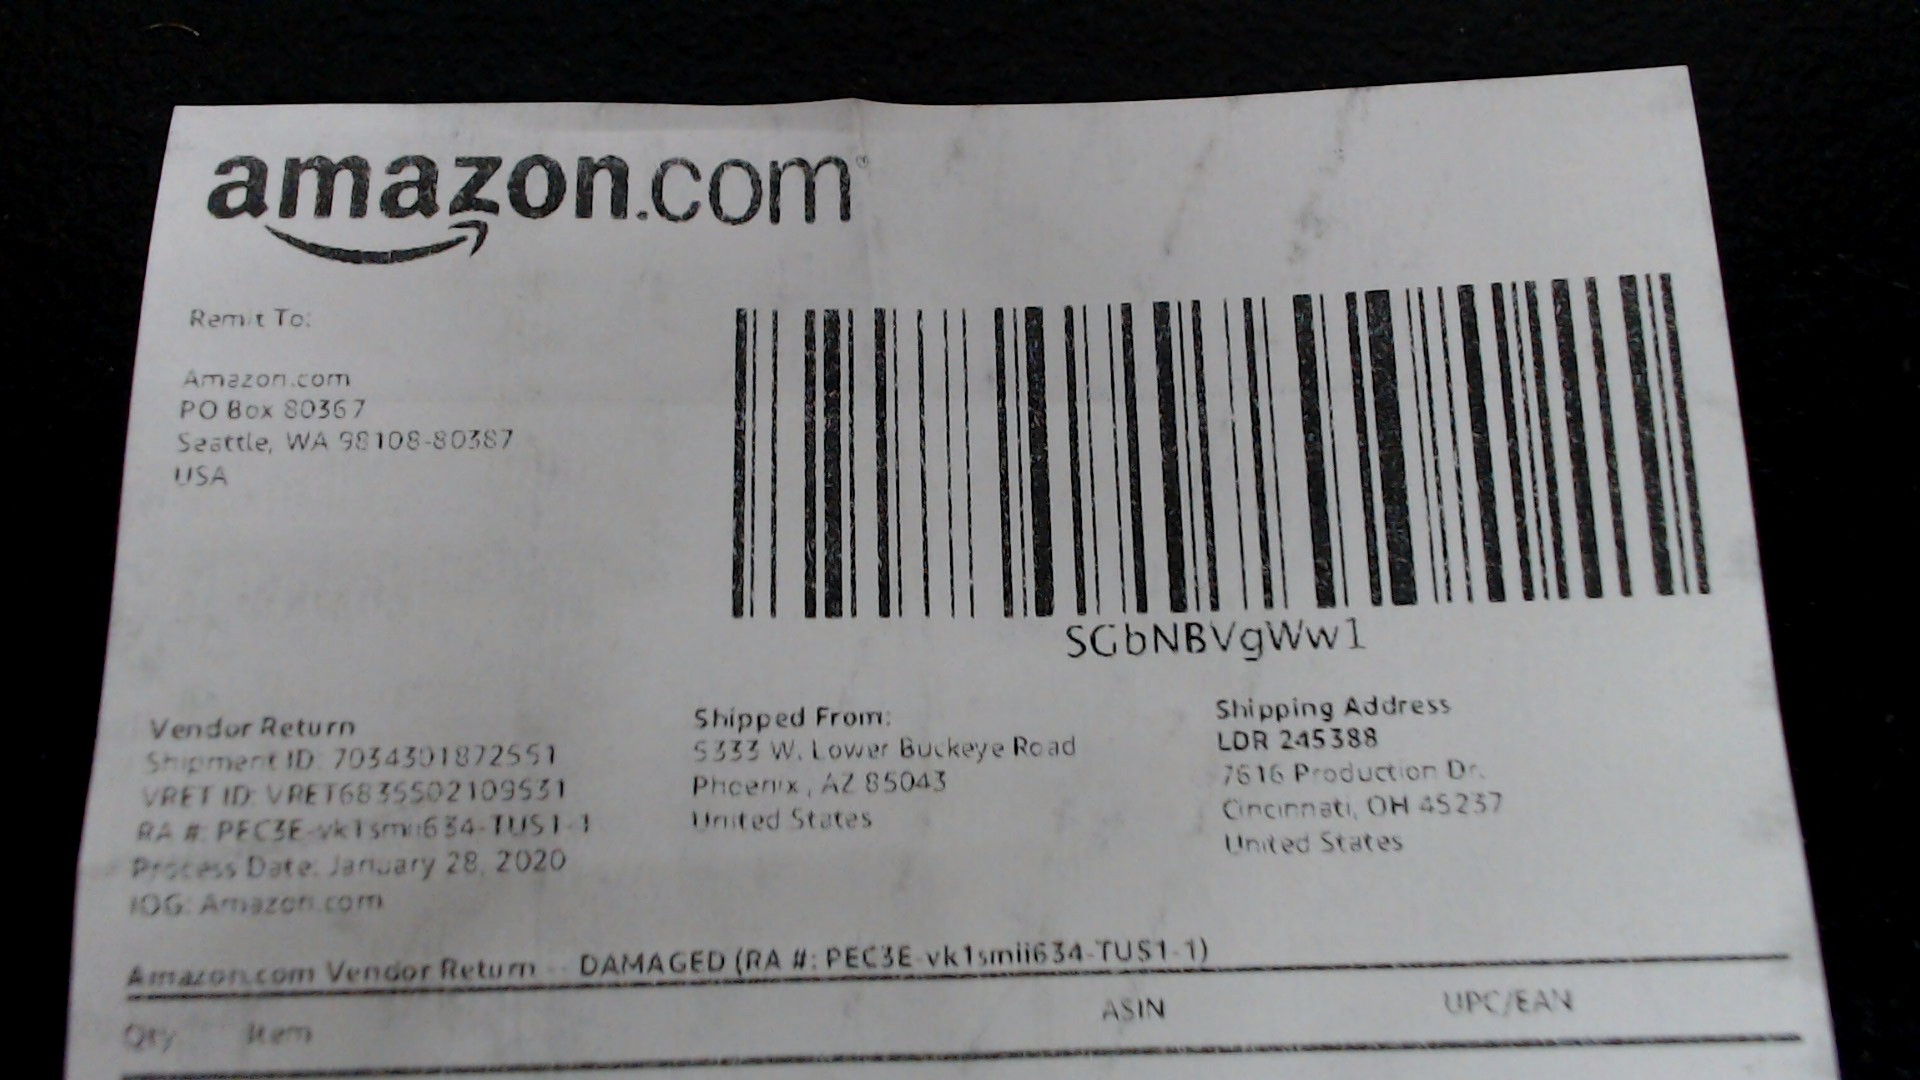 amazon.com
Remit To:
Amazon.com
PO Box 80367
Seattle, WA 98108-80387
USA
SGbNBVgWw1
Vendor Return
Shipment ID: 7034301872551
VRET ID: VRET6835502109531
RA #: PEC3E-vk1smii634-TUS1-1
Process Date: January 28, 2020
IOG: Amazon.com
Shipped From:
5333 W. Lower Buckeye Road
Phoenix, AZ 85043
United States
Shipping Address
LDR 245388
7616 Production Dr.
Cincinnati, OH 45237
United States
Amazon.com Vendor Return - DAMAGED (RA #: PEC3E-vk1smii634-TUS1-1)
Qty Item ASIN UPC/EAN